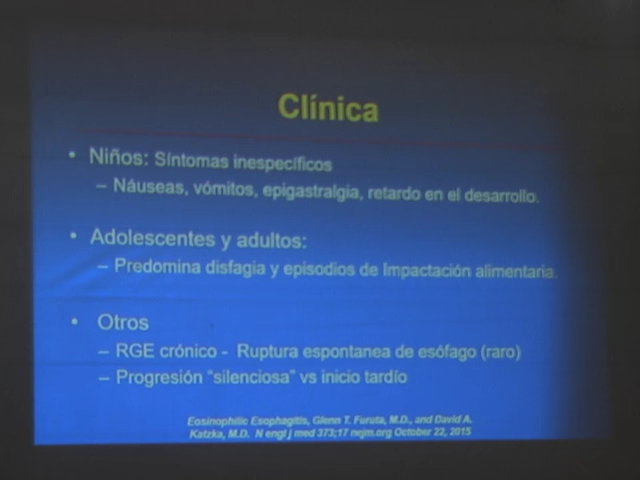 Clínica
• Niños: Síntomas inespecíficos
– Náuseas, vómitos, epigastralgia, retardo en el desarrollo.
• Adolescentes y adultos:
– Predomina disfagia y episodios de Impactación alimentaria.
• Otros
– RGE crónico - Ruptura espontanea de esófago (raro)
– Progresión "silenciosa" vs inicio tardío
Eosinophilic Esophagitis, Glenn T. Furuta, M.D., and David A.
Katzka, M.D. N engl j med 373;17 nejm.org October 22, 2015